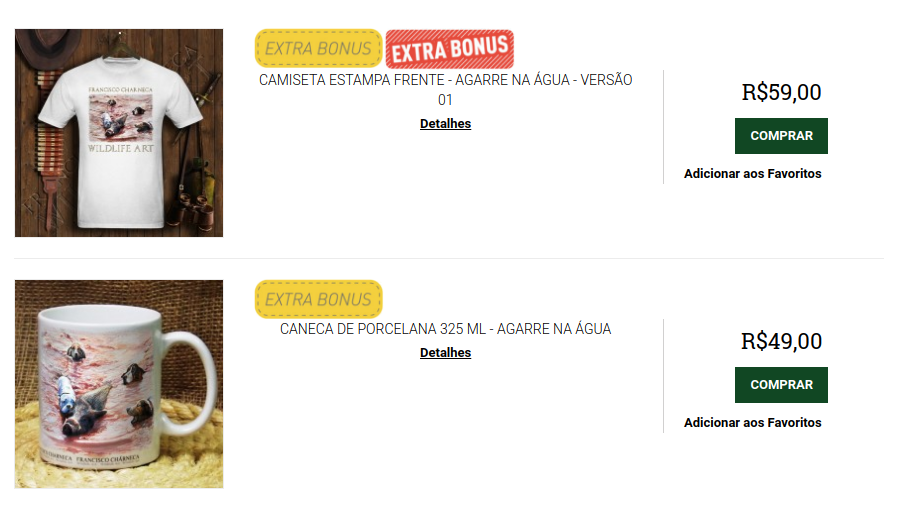 EXTRA BONUS EXTRA BONUS
CAMISETA ESTAMPA FRENTE - AGARRE NA ÁGUA - VERSÃO
01
Detalhes
R$59,00
COMPRAR
Adicionar aos Favoritos
FRANCISCO CHARNECA
WILDLIFE ART
EXTRA BONUS
CANECA DE PORCELANA 325 ML - AGARRE NA ÁGUA
Detalhes
R$49,00
COMPRAR
Adicionar aos Favoritos
FRANCISCO CHARNECA